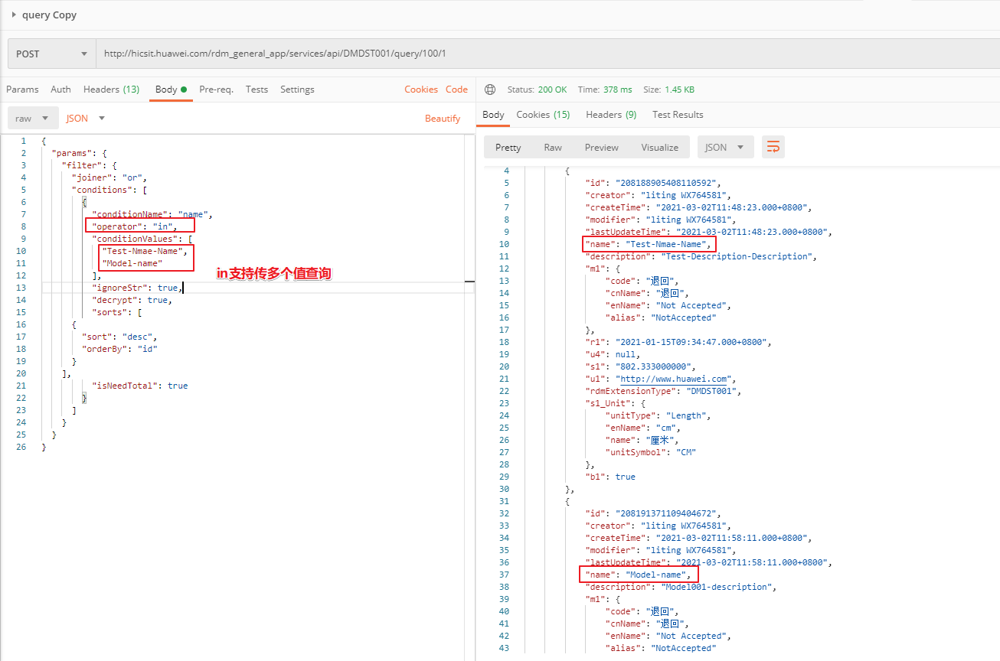 query Copy
POST
http://hicsit.huawei.com/rdm_general_app/services/api/DMDST001/query/100/1
Params Auth Headers (13) Body Pre-req. Tests Settings Cookies Code
raw JSON Beautify
1 {
2 "params": {
3 "filter": {
4 "joiner": "or",
5 "conditions": [
6 {
7 "conditionName": "name",
8 "operator": "in",
9 "conditionValues": [
10 "Test-Nmae-Name",
11 "Model-name"
12 ],
in支持传多个值查询
13 "ignoreStr": true,
14 "decrypt": true,
15 "sorts": [
16 {
17 "sort": "desc",
18 "orderBy": "id"
19 }
20 ],
21 "isNeedTotal": true
22 }
23 ]
24 }
25 }
26 }
Status: 200 OK Time: 378 ms Size: 1.45 KB
Body Cookies (15) Headers (9) Test Results
Pretty Raw Preview Visualize JSON
4 {
5 "id": "208188905408110592",
6 "creator": "liting WX764581",
7 "createTime": "2021-03-02T11:48:23.000+0800",
8 "modifier": "liting WX764581",
9 "lastUpdateTime": "2021-03-02T11:48:23.000+0800",
10 "name": "Test-Nmae-Name",
11 "description": "Test-Description-Description",
12 "m1": {
13 "code": "退回",
14 "cnName": "退回",
15 "enName": "Not Accepted",
16 "alias": "NotAccepted"
17 },
18 "r1": "2021-01-15T09:34:47.000+0800",
19 "u4": null,
20 "s1": "802.333000000",
21 "u1": "http://www.huawei.com",
22 "rdmExtensionType": "DMDST001",
23 "s1_Unit": {
24 "unitType": "Length",
25 "enName": "cm",
26 "name": "厘米",
27 "unitSymbol": "CM"
28 },
29 "b1": true
30 },
31 {
32 "id": "208191371109404672",
33 "creator": "liting WX764581",
34 "createTime": "2021-03-02T11:58:11.000+0800",
35 "modifier": "liting WX764581",
36 "lastUpdateTime": "2021-03-02T11:58:11.000+0800",
37 "name": "Model-name",
38 "description": "Model001-description",
39 "m1": {
40 "code": "退回",
41 "cnName": "退回",
42 "enName": "Not Accepted",
43 "alias": "NotAccepted"